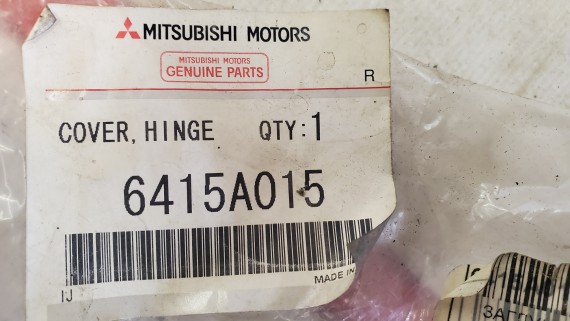 MITSUBISHI MOTORS
MITSUBISHI MOTORS
GENUINE PARTS
R
COVER, HINGE QTY:1
6415A015
MADE IN
IJ